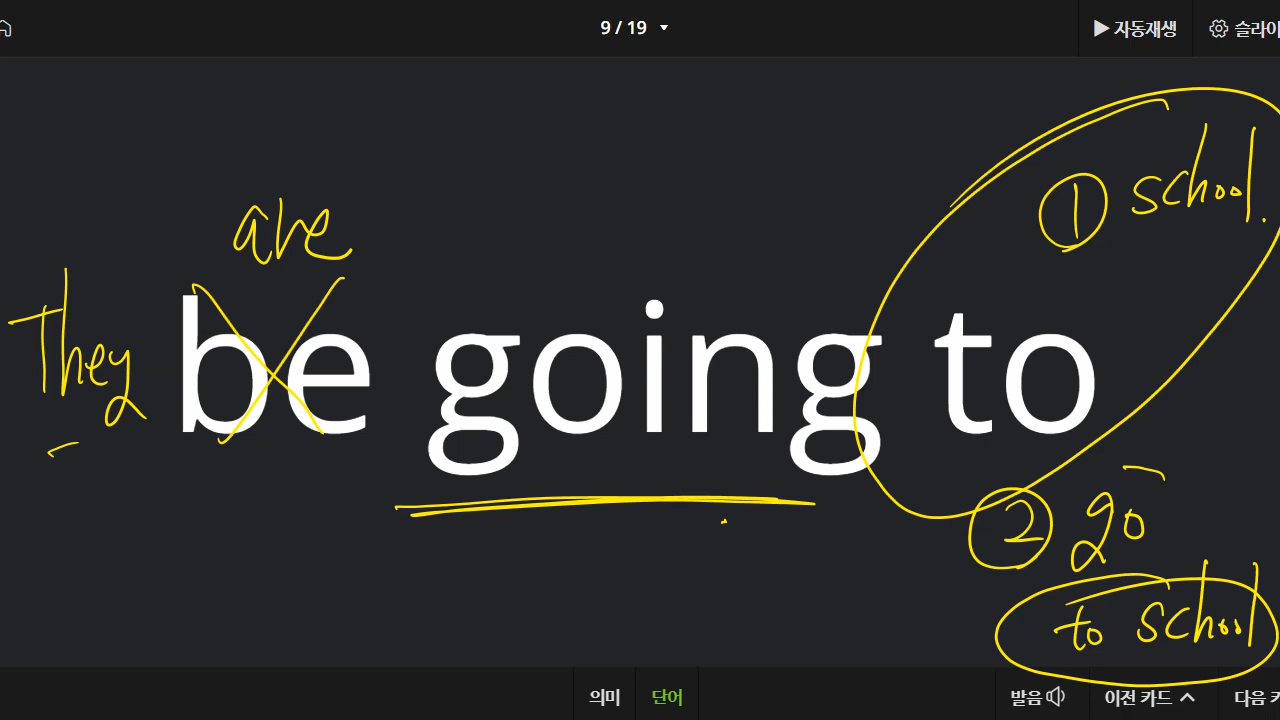 9 / 19
자동재생
슬라이
① school.
are
They be going to
② go
to school
의미
단어
발음
이전 카드
다음 카